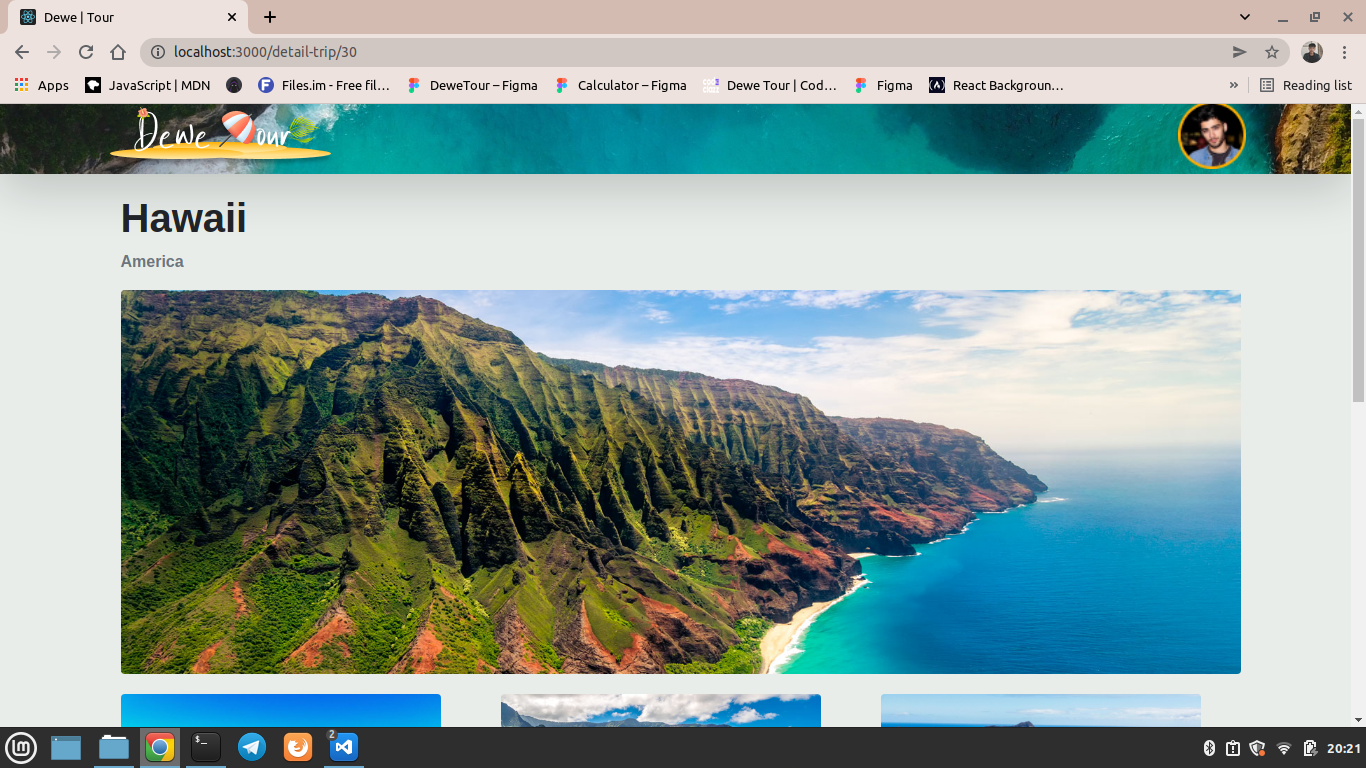 Dewe | Tour
localhost:3000/detail-trip/30
Apps JavaScript | MDN Files.im - Free fil… DeweTour – Figma Calculator – Figma Dewe Tour | Cod… Figma React Backgroun… » Reading list
Dewe Tour
Hawaii
America
$_
2
20:21